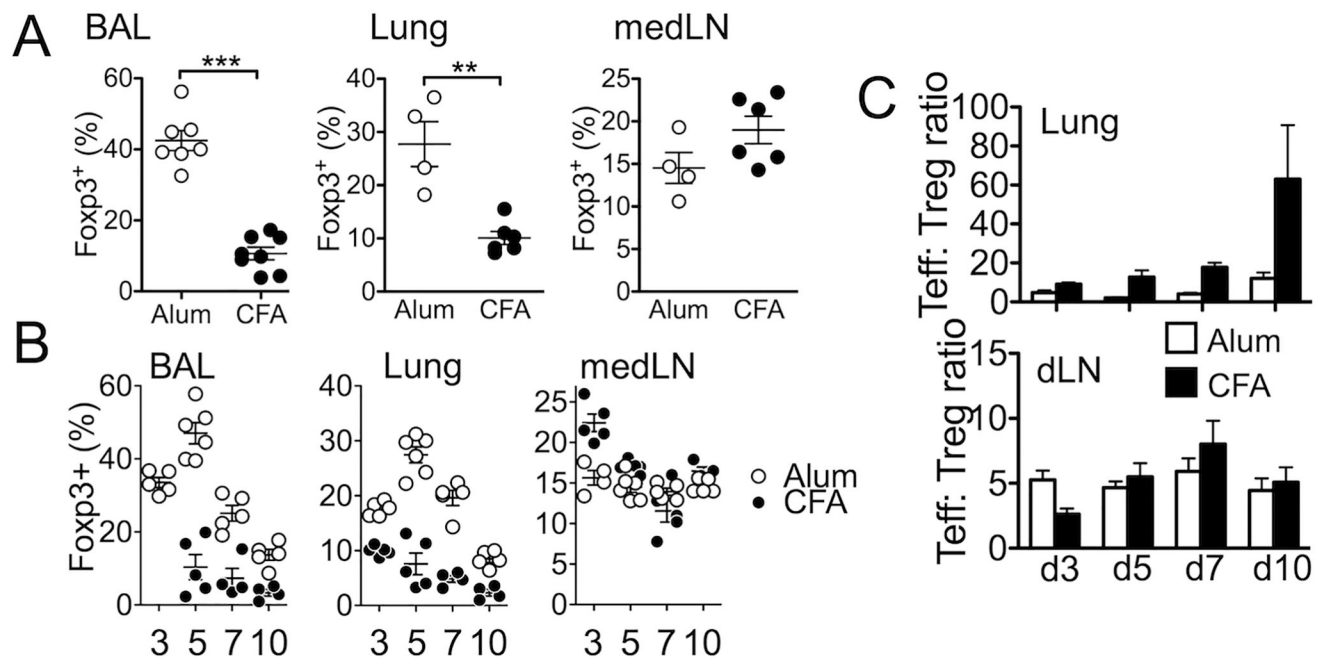 A
BAL
Lung
medLN
***
**
Foxp3+ (%)
60
40
20
0
Alum
CFA
Foxp3+ (%)
40
30
20
10
0
Alum
CFA
Foxp3+ (%)
25
20
15
10
5
0
Alum
CFA
B
BAL
Lung
medLN
Foxp3+ (%)
60
40
20
0
3 5 7 10
40
30
20
10
0
3 5 7 10
25
20
15
10
5
0
3 5 7 10
Alum
CFA
C
Teff: Treg ratio
100
80
60
40
20
0
Lung
Alum
CFA
Teff: Treg ratio
15
10
5
0
dLN
d3 d5 d7 d10